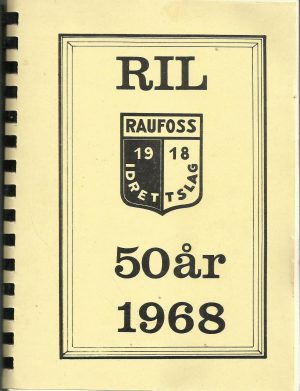 RIL
RAUFOSS
19 18
IDRETTSLAG
50år
1968